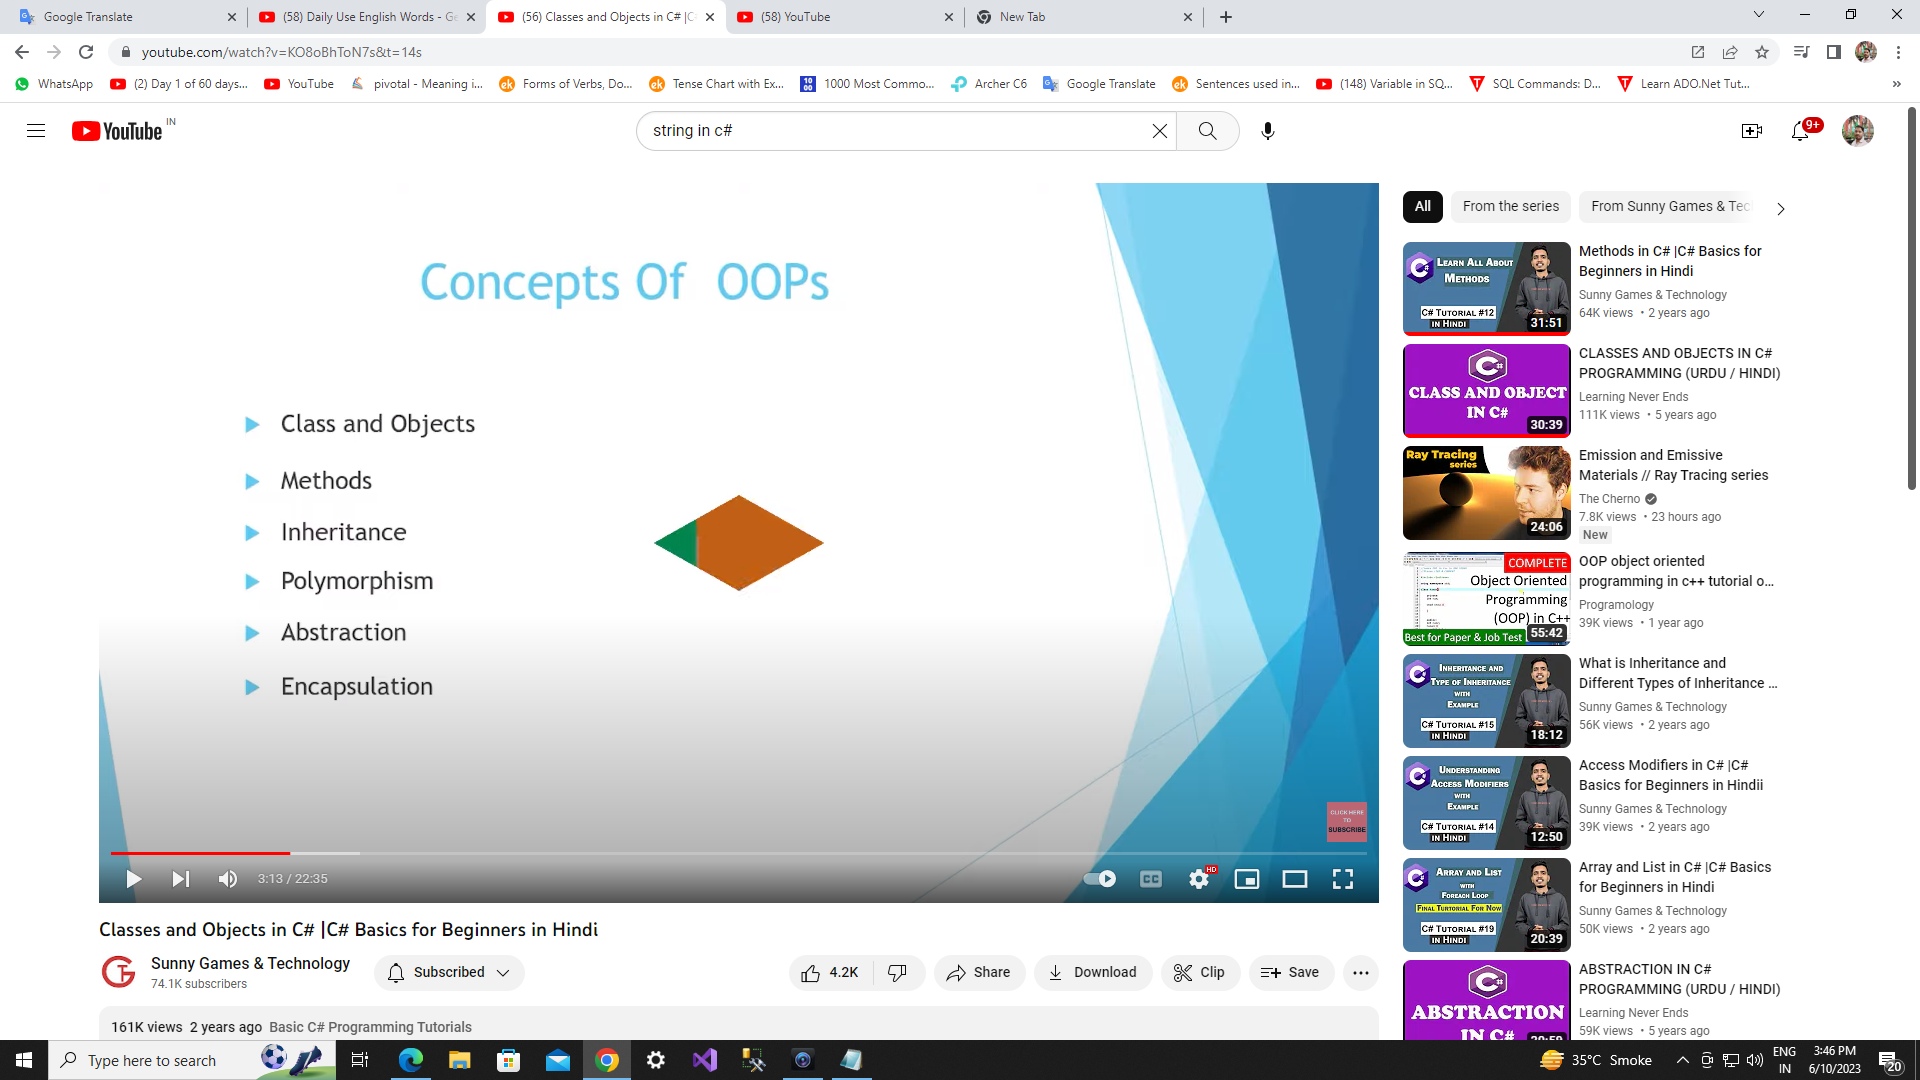 Google Translate
(58) Daily Use English Words - Ge
(56) Classes and Objects in C# |C
(58) YouTube
New Tab
youtube.com/watch?v=KO8oBhToN7s&t=14s
WhatsApp
(2) Day 1 of 60 days...
YouTube
pivotal - Meaning i...
Forms of Verbs, Do...
Tense Chart with Ex...
1000 Most Commo...
Archer C6
Google Translate
Sentences used in...
(148) Variable in SQ...
SQL Commands: D...
Learn ADO.Net Tut...
YouTube IN
string in c#
9+
Concepts Of OOPs
Class and Objects
Methods
Inheritance
Polymorphism
Abstraction
Encapsulation
CLICK HERE
TO
SUBSCRIBE
3:13 / 22:35
CC
HD
Classes and Objects in C# |C# Basics for Beginners in Hindi
Sunny Games & Technology
74.1K subscribers
Subscribed
4.2K
Share
Download
Clip
Save
161K views 2 years ago Basic C# Programming Tutorials
All
From the series
From Sunny Games & Tec
LEARN ALL ABOUT
METHODS
C# TUTORIAL #12
IN HINDI
31:51
Methods in C# |C# Basics for
Beginners in Hindi
Sunny Games & Technology
64K views • 2 years ago
CLASS AND OBJECT
IN C#
30:39
CLASSES AND OBJECTS IN C#
PROGRAMMING (URDU / HINDI)
Learning Never Ends
111K views • 5 years ago
Ray Tracing
series
24:06
Emission and Emissive
Materials // Ray Tracing series
The Cherno
7.8K views • 23 hours ago
New
COMPLETE
Object Oriented
Programming
(OOP) in C++
Best for Paper & Job Test
55:42
OOP object oriented
programming in c++ tutorial o...
Programology
39K views • 1 year ago
INHERITANCE AND
TYPE OF INHERITANCE
WITH
EXAMPLE
C# TUTORIAL #15
IN HINDI
18:12
What is Inheritance and
Different Types of Inheritance ...
Sunny Games & Technology
56K views • 2 years ago
UNDERSTANDING
ACCESS MODIFIERS
WITH
EXAMPLE
C# TUTORIAL #14
IN HINDI
12:50
Access Modifiers in C# |C#
Basics for Beginners in Hindii
Sunny Games & Technology
39K views • 2 years ago
ARRAY AND LIST
WITH
FOREACH LOOP
FINAL TURTORIAL FOR NOW
C# TUTORIAL #19
IN HINDI
20:39
Array and List in C# |C# Basics
for Beginners in Hindi
Sunny Games & Technology
50K views • 2 years ago
ABSTRACTION
IN C#
ABSTRACTION IN C#
PROGRAMMING (URDU / HINDI)
Learning Never Ends
59K views • 5 years ago
Type here to search
35°C Smoke
ENG
IN
3:46 PM
6/10/2023
20